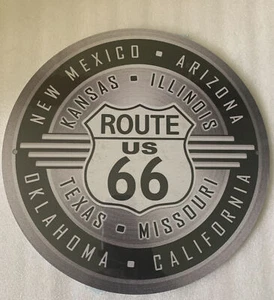 NEW MEXICO • ARIZONA
KANSAS • ILLINOIS
ROUTE
US
66
TEXAS • MISSOURI
OKLAHOMA • CALIFORNIA